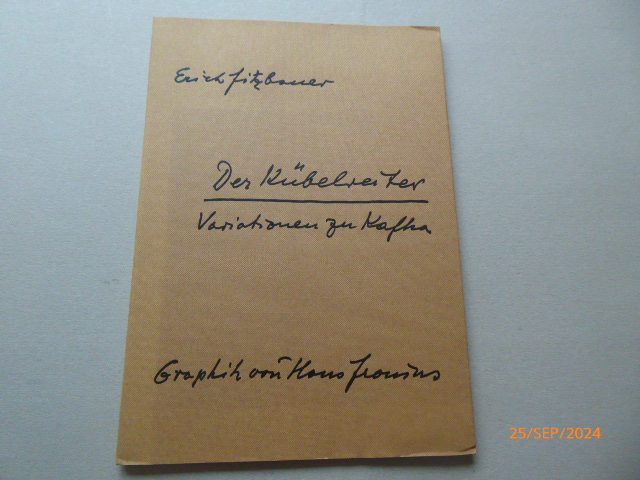 Erich Fitzbauer
Der Kübelreiter
Variationen zu Kafka
Graphik von Hans Fronius
25/SEP/2024